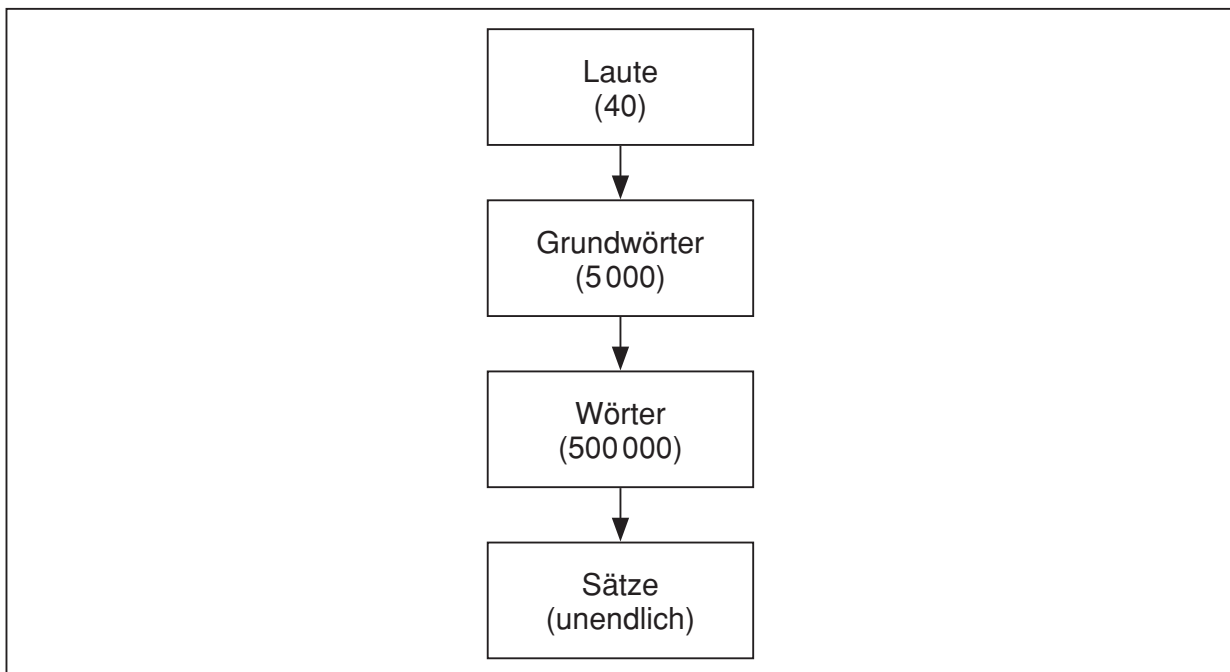 Laute
(40)
Grundwörter
(5 000)
Wörter
(500 000)
Sätze
(unendlich)